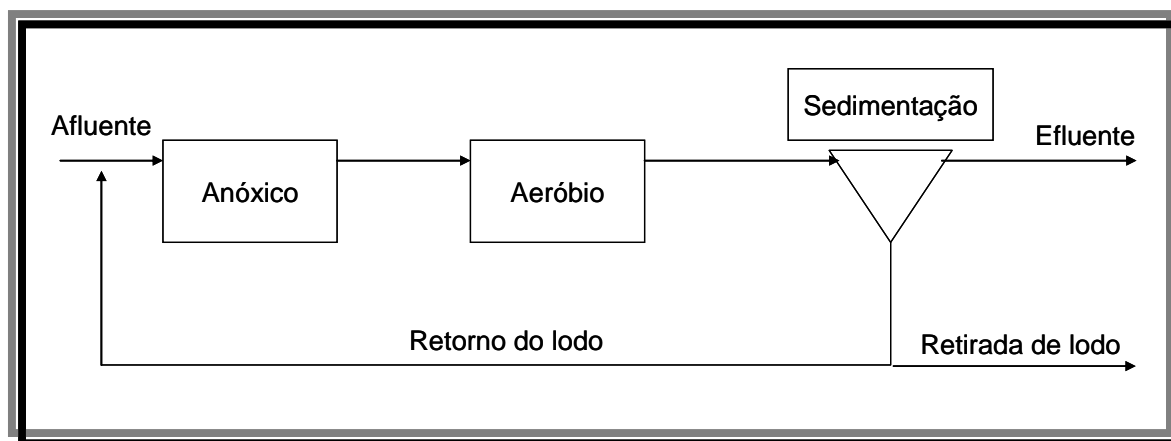 Sedimentação
Afluente
Efluente
Anóxico
Aeróbio
Retorno do lodo
Retirada de lodo